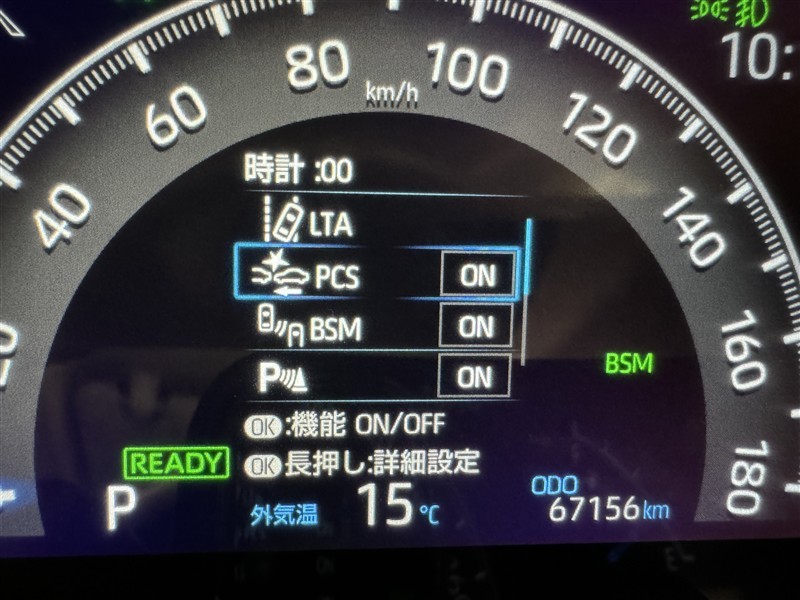 80 100
km/h
60 120
10:
40 140
時計 :00
LTA
PCS ON
BSM ON
160
P ON
BSM
OK:機能 ON/OFF
READY
OK長押し:詳細設定
180
P
外気温 15℃
ODO
67156km